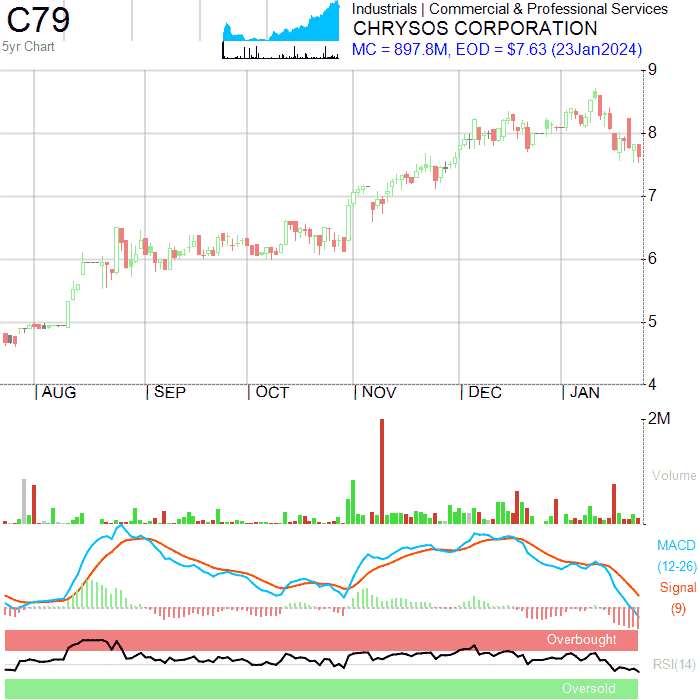 C79
5yr Chart
Industrials | Commercial & Professional Services
CHRYSOS CORPORATION
MC = 897.8M, EOD = $7.63 (23Jan2024)
9
8
7
6
5
4
AUG SEP OCT NOV DEC JAN
2M
Volume
MACD
(12-26)
Signal
(9)
Overbought
RSI(14)
Oversold